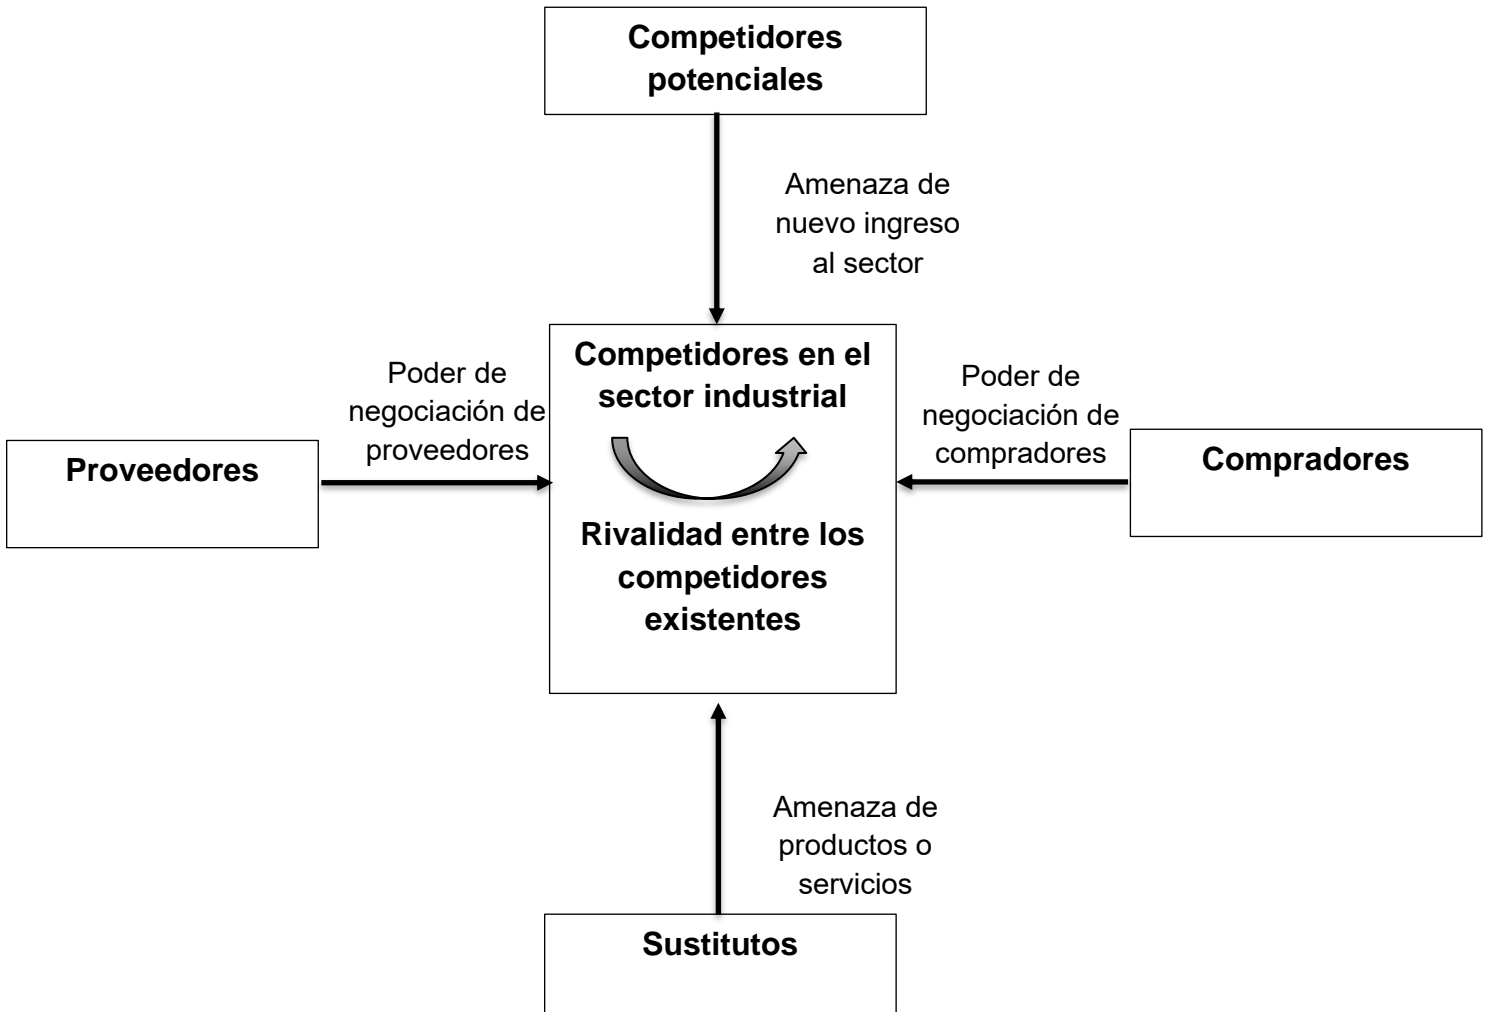 Competidores
potenciales
Amenaza de
nuevo ingreso
al sector
Competidores en el
sector industrial
Poder de
negociación de
proveedores
Poder de
negociación de
compradores
Proveedores
Compradores
Rivalidad entre los
competidores
existentes
Amenaza de
productos o
servicios
Sustitutos